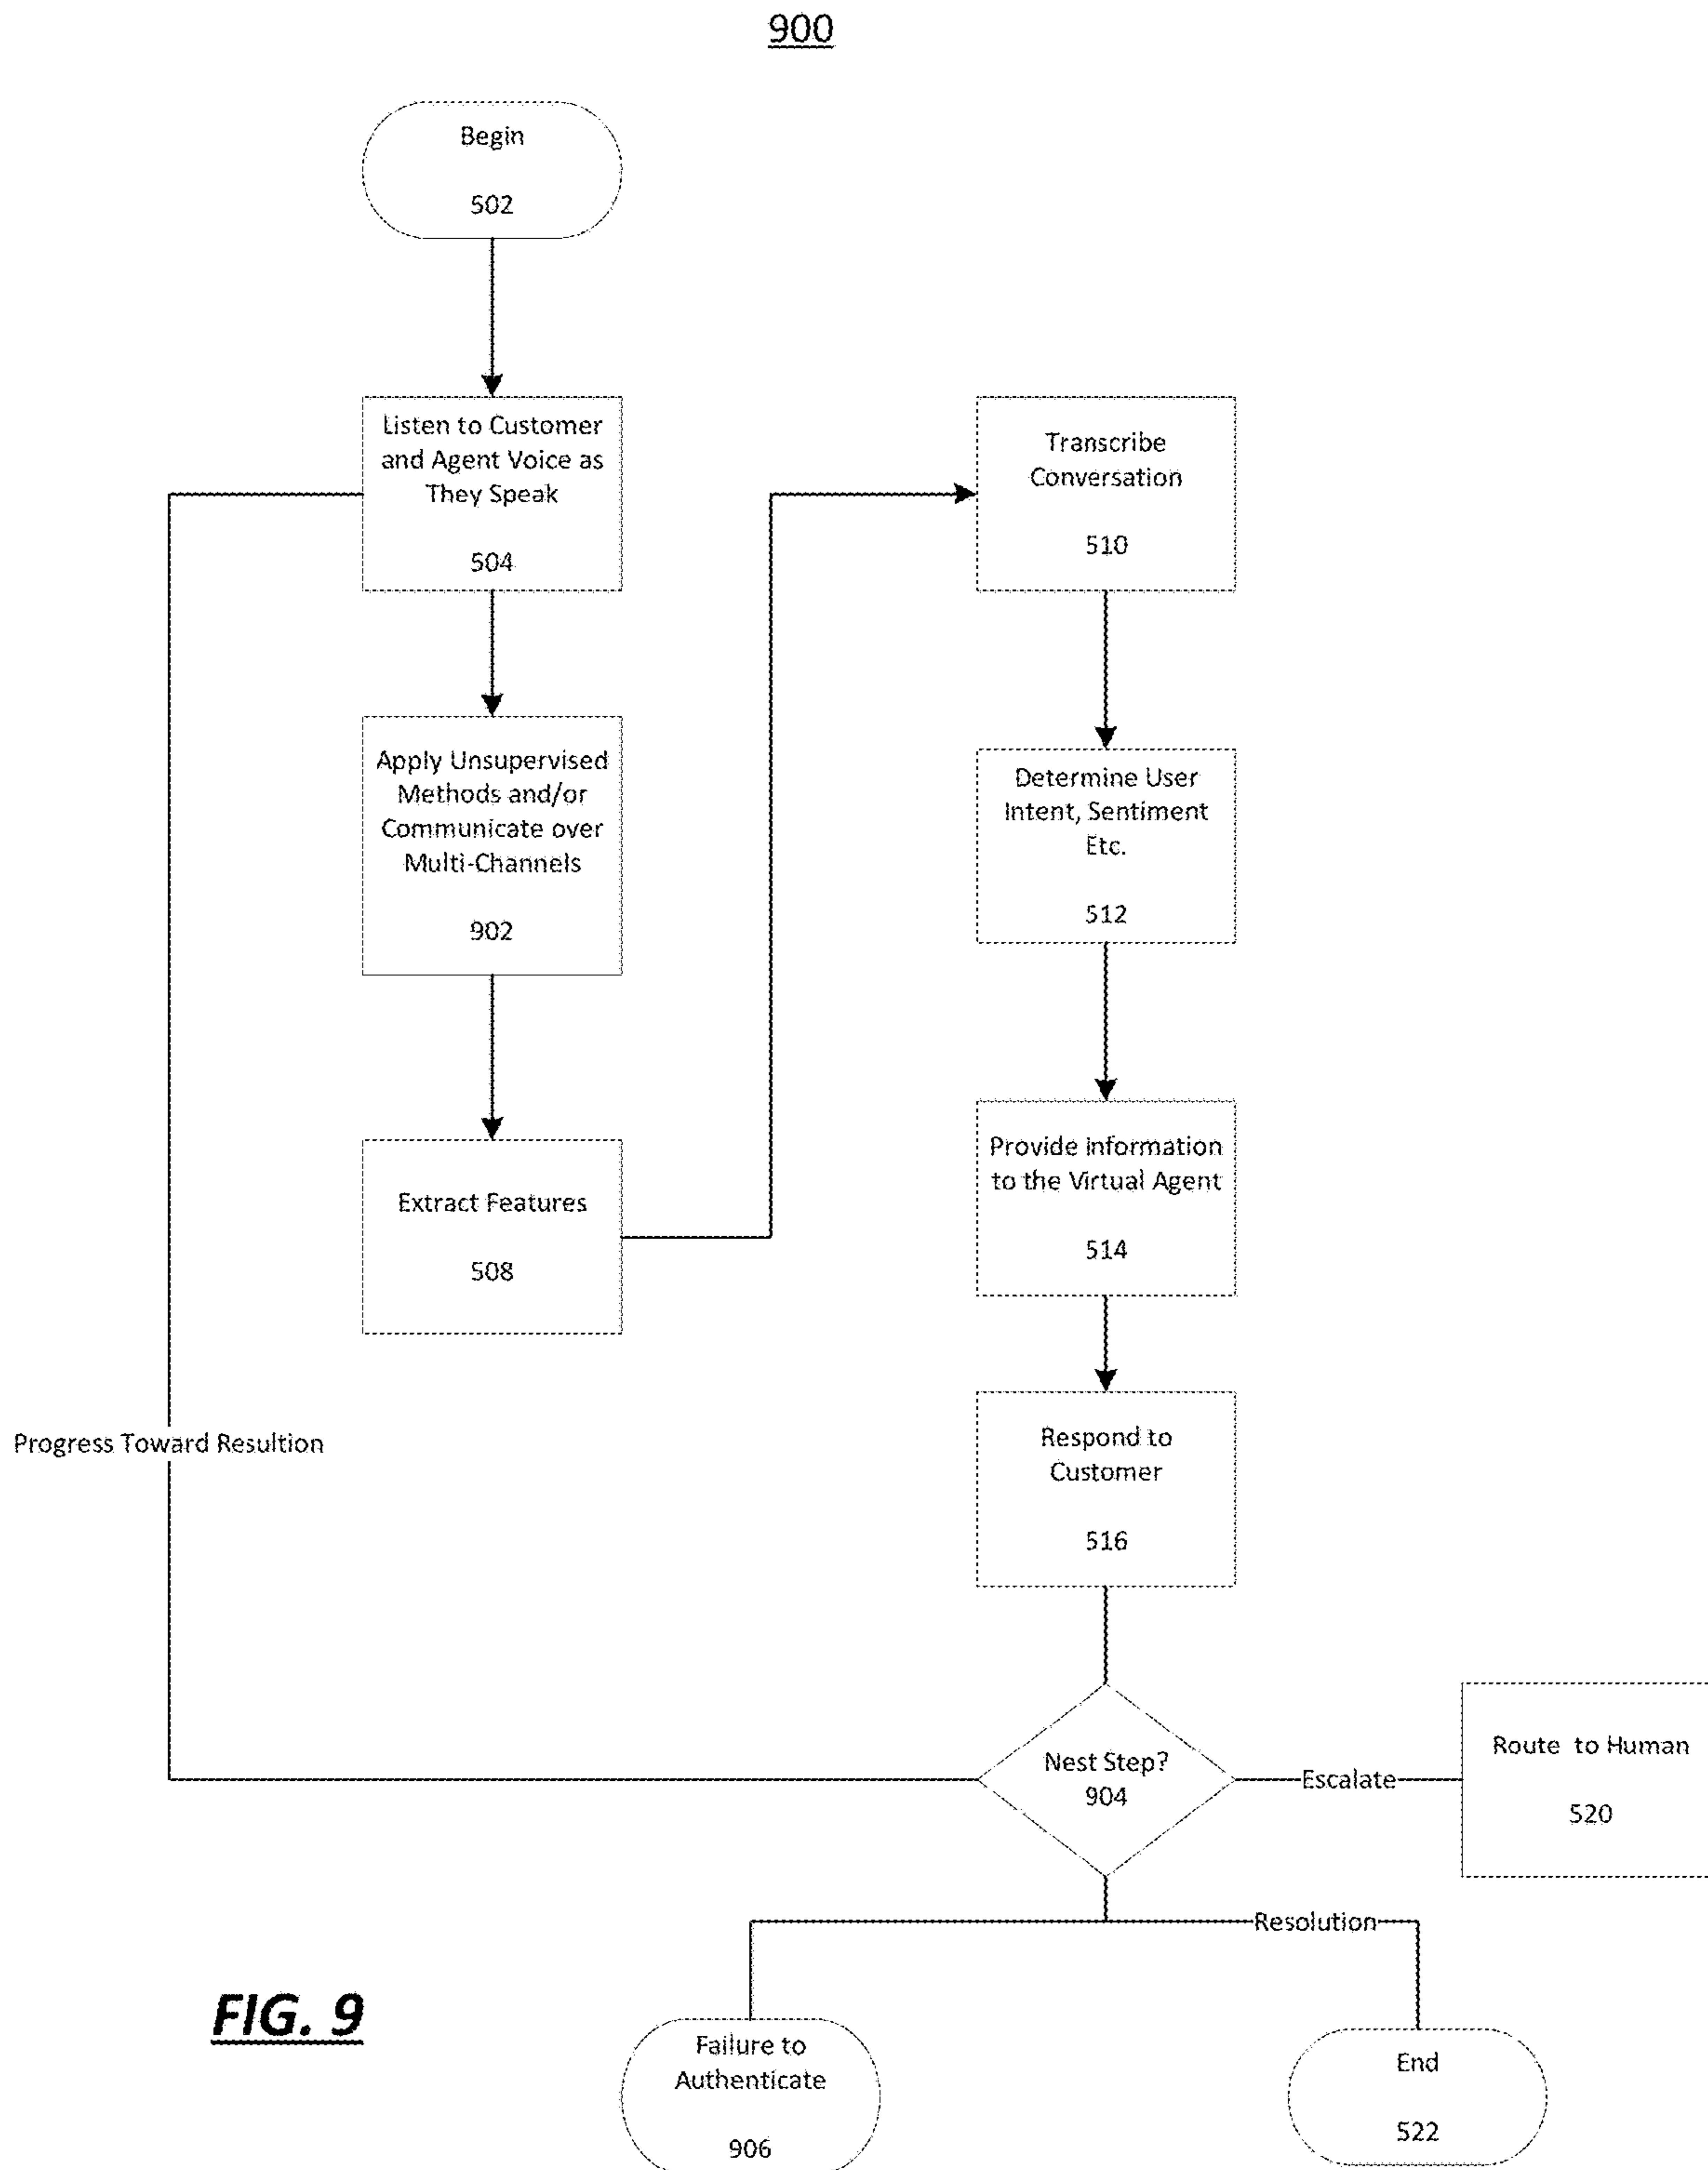 900
Begin
502
Listen to Customer
and Agent Voice as
They Speak
504
Apply Unsupervised
Methods and/or
Communicate over
Multi-Channels
902
Extract Features
508
Transcribe
Conversation
510
Determine User
Intent, Sentiment
Etc.
512
Provide Information
to the Virtual Agent
514
Respond to
Customer
516
Progress Toward Resultion
Nest Step?
904
Escalate
Route to Human
520
Resolution
Failure to
Authenticate
906
End
522
FIG. 9